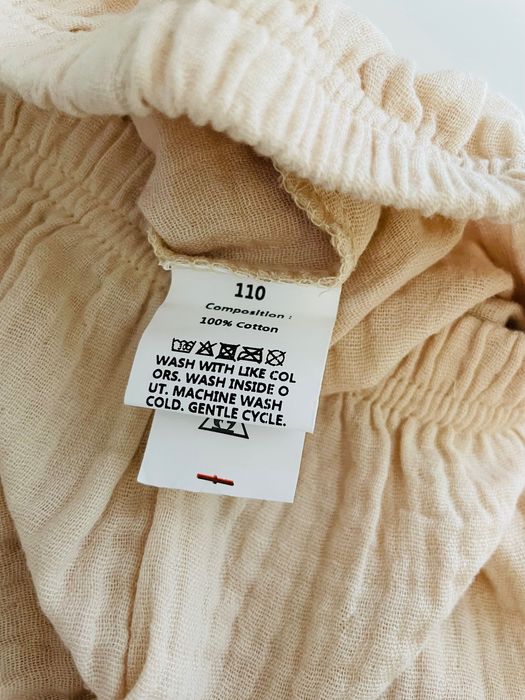 110
Composition :
100% Cotton
WASH WITH LIKE COL
ORS. WASH INSIDE O
UT. MACHINE WASH
COLD. GENTLE CYCLE.